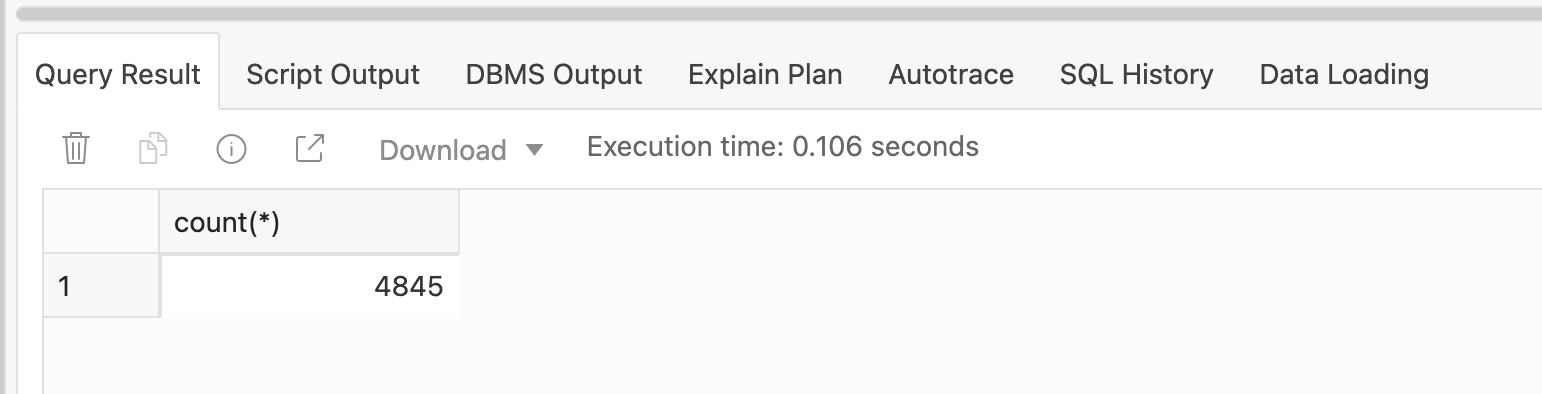 Query Result Script Output DBMS Output Explain Plan Autotrace SQL History Data Loading
Download Execution time: 0.106 seconds
count(*)
1 4845